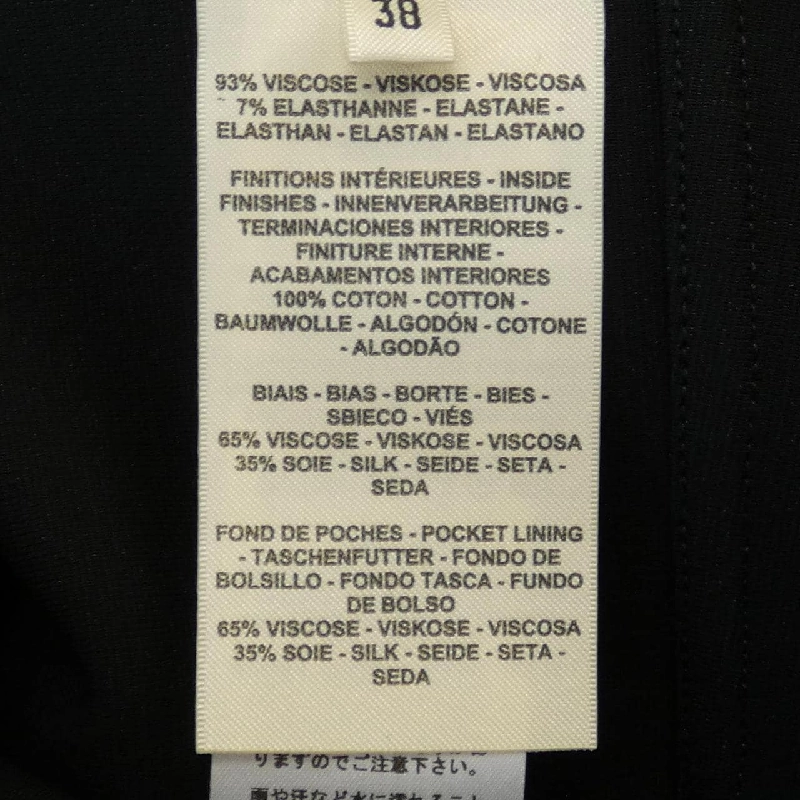 38
93% VISCOSE - VISKOSE - VISCOSA
7% ELASTHANNE - ELASTANE -
ELASTHAN - ELASTAN - ELASTANO
FINITIONS INTÉRIEURES - INSIDE
FINISHES - INNENVERARBEITUNG -
TERMINACIONES INTERIORES -
FINITURE INTERNE -
ACABAMENTOS INTERIORES
100% COTON - COTTON -
BAUMWOLLE - ALGODÓN - COTONE
- ALGODÃO
BIAIS - BIAS - BORTE - BIES -
SBIECO - VIÉS
65% VISCOSE - VISKOSE - VISCOSA
35% SOIE - SILK - SEIDE - SETA -
SEDA
FOND DE POCHES - POCKET LINING
- TASCHENFUTTER - FONDO DE
BOLSILLO - FONDO TASCA - FUNDO
DE BOLSO
65% VISCOSE - VISKOSE - VISCOSA
35% SOIE - SILK - SEIDE - SETA -
SEDA
りますのでご注意下さい。